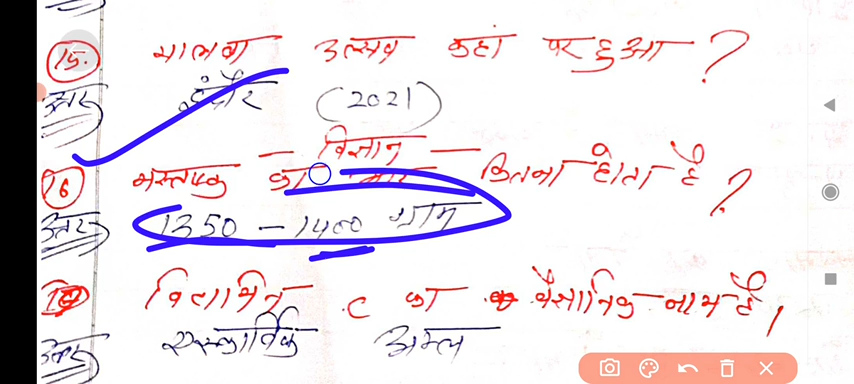 15. मालवा उत्सव कहां पर हुआ ?
उत्तर इंदौर (2021)
— विज्ञान —
16 मस्तष्क का भार कितना होता है ?
उत्तर 1350 – 1400 ग्राम
विटामिन C का वैज्ञानिक नाम है,
उत्तर एस्कार्विक अम्ल